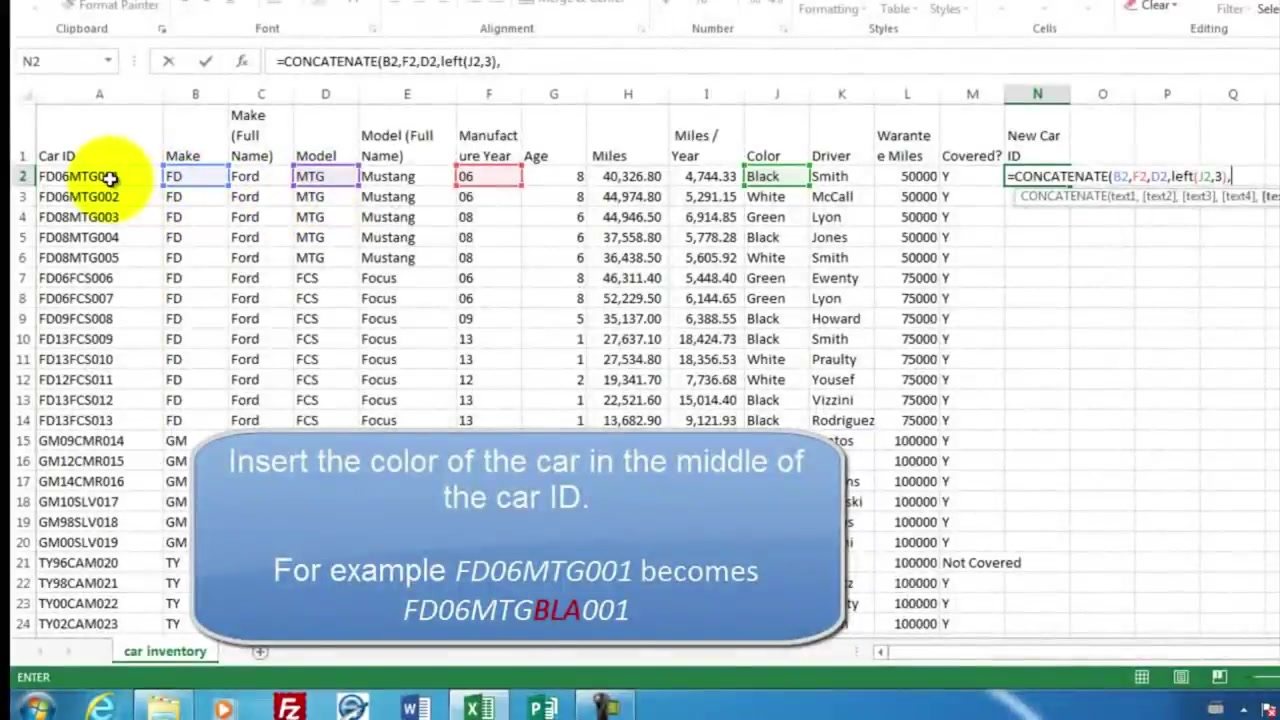 Format Painter
Merge & Center
Formatting Table Styles
Clear
Filter
Clipboard Font Alignment Number Styles Cells Editing
N2 fx =CONCATENATE(B2,F2,D2,left(J2,3),
A B C D E F G H I J K L M N O P Q
Make
(Full Manufact Miles / Warante New Car
1 Car ID Make Name) Model Model (Full Name) ure Year Age Miles Year Color Driver e Miles Covered? ID
2 FD06MTG0 FD Ford MTG Mustang 06 8 40,326.80 4,744.33 Black Smith 50000 Y =CONCATENATE(B2,F2,D2,left(J2,3),
3 FD06MTG002 FD Ford MTG Mustang 06 8 44,974.80 5,291.15 White McCall 50000 Y CONCATENATE(text1, [text2], [text3], [text4],
4 FD08MTG003 FD Ford MTG Mustang 08 6 44,946.50 6,914.85 Green Lyon 50000 Y
5 FD08MTG004 FD Ford MTG Mustang 08 6 37,558.80 5,778.28 Black Jones 50000 Y
6 FD08MTG005 FD Ford MTG Mustang 08 6 36,438.50 5,605.92 White Smith 50000 Y
7 FD06FCS006 FD Ford FCS Focus 06 8 46,311.40 5,448.40 Green Ewenty 75000 Y
8 FD06FCS007 FD Ford FCS Focus 06 8 52,229.50 6,144.65 Green Lyon 75000 Y
9 FD09FCS008 FD Ford FCS Focus 09 5 35,137.00 6,388.55 Black Howard 75000 Y
10 FD13FCS009 FD Ford FCS Focus 13 1 27,637.10 18,424.73 Black Smith 75000 Y
11 FD13FCS010 FD Ford FCS Focus 13 1 27,534.80 18,356.53 White Praulty 75000 Y
12 FD12FCS011 FD Ford FCS Focus 12 2 19,341.70 7,736.68 White Yousef 75000 Y
13 FD13FCS012 FD Ford FCS Focus 13 1 22,521.60 15,014.40 Black Vizzini 75000 Y
14 FD13FCS013 FD Ford FCS Focus 13 1 13,682.90 9,121.93 Black Rodriguez 75000 Y
15 GM09CMR014 GM 100000 Y
16 GM12CMR015 GM 100000 Y
17 GM14CMR016 GM 100000 Y
18 GM10SLV017 GM 100000 Y
19 GM98SLV018 GM 100000 Y
20 GM00SLV019 GM 100000 Y
21 TY96CAM020 TY 100000 Not Covered
22 TY98CAM021 TY 100000 Y
23 TY00CAM022 TY 100000 Y
24 TY02CAM023 TY 100000 Y
Insert the color of the car in the middle of
the car ID.
For example FD06MTG001 becomes
FD06MTGBLA001
car inventory
ENTER